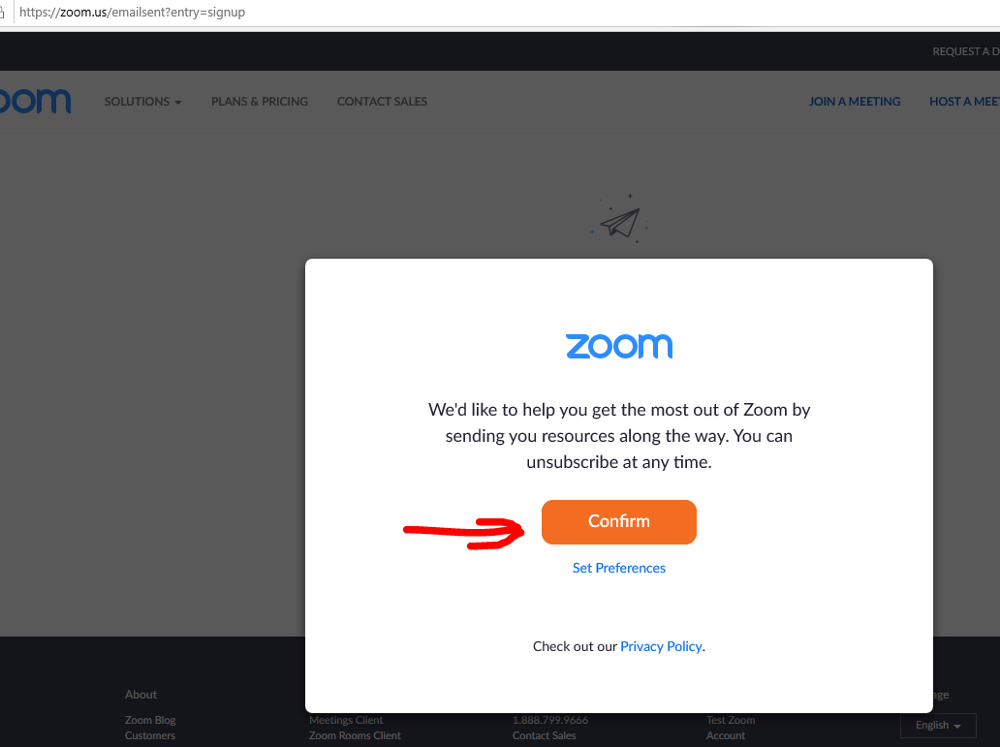 https://zoom.us/emailsent?entry=signup
REQUEST A D
oom
SOLUTIONS
PLANS & PRICING
CONTACT SALES
JOIN A MEETING
HOST A MEE
zoom
We'd like to help you get the most out of Zoom by
sending you resources along the way. You can
unsubscribe at any time.
Confirm
Set Preferences
Check out our Privacy Policy.
About
age
Zoom Blog
Meetings Client
1.888.799.9666
Test Zoom
English
Customers
Zoom Rooms Client
Contact Sales
Account